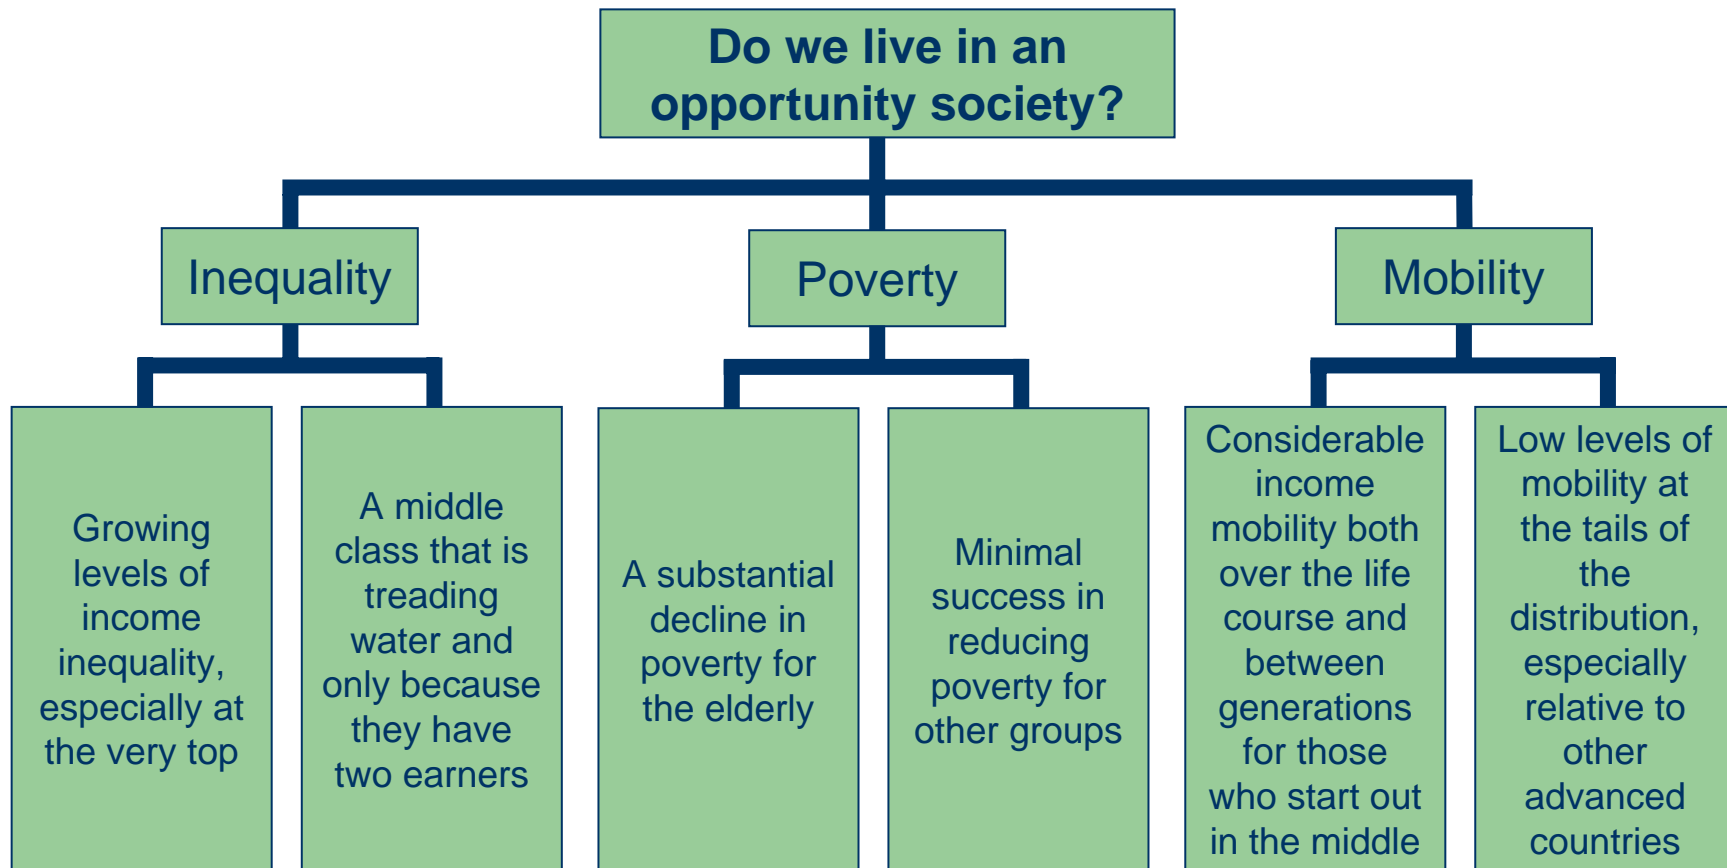 Do we live in an
opportunity society?
Inequality
Poverty
Mobility
Growing
levels of
income
inequality,
especially at
the very top
A middle
class that is
treading
water and
only because
they have
two earners
A substantial
decline in
poverty for
the elderly
Minimal
success in
reducing
poverty for
other groups
Considerable
income
mobility both
over the life
course and
between
generations
for those
who start out
in the middle
Low levels of
mobility at
the tails of
the
distribution,
especially
relative to
other
advanced
countries